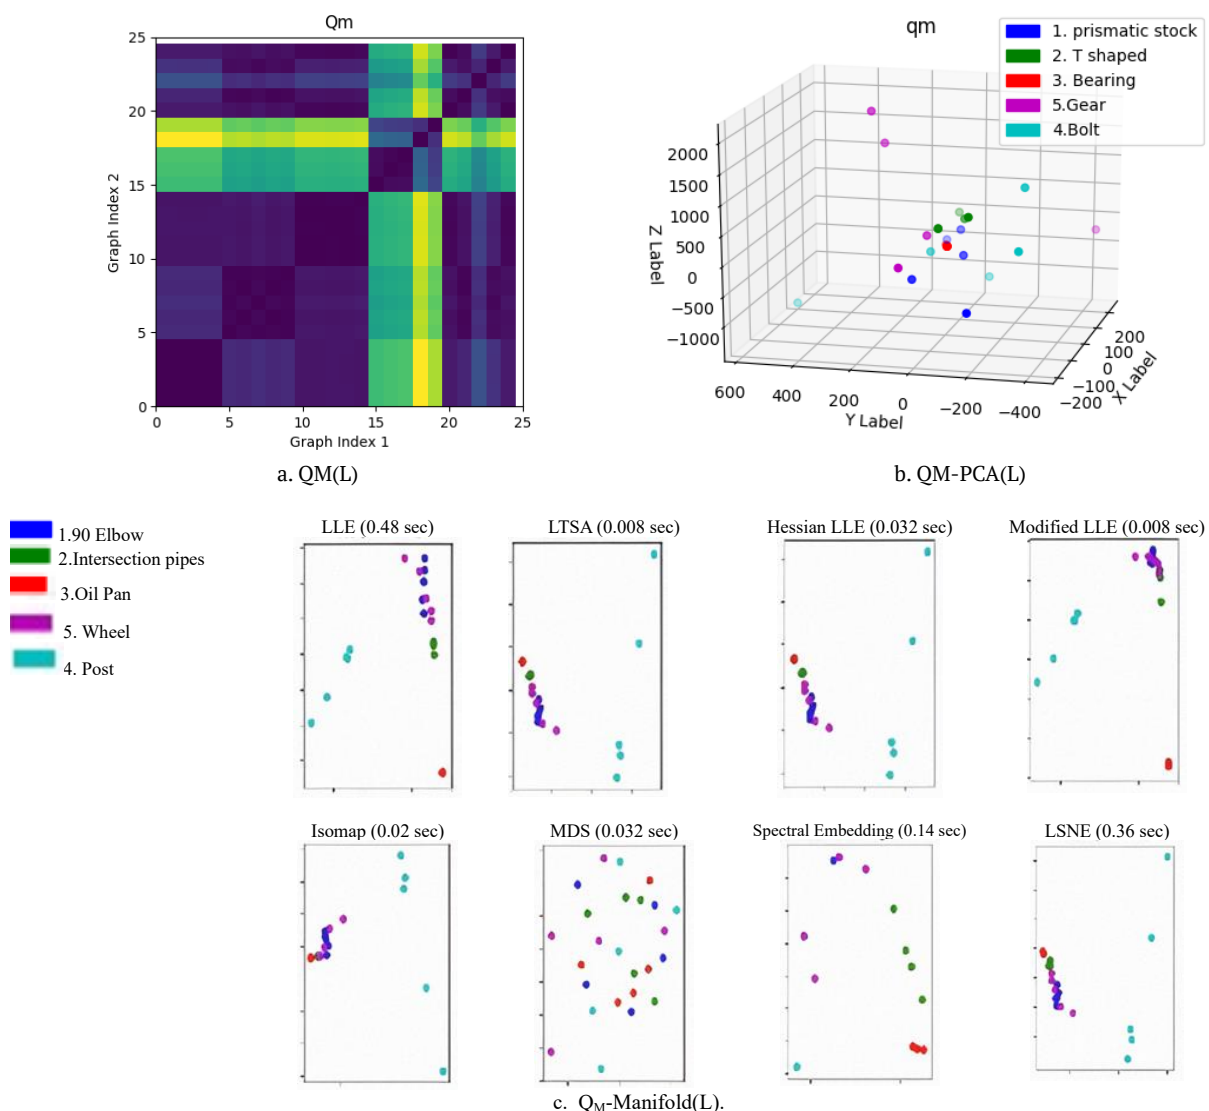 Qm
25
20
15
10
5
0
Graph Index 2
0 5 10 15 20 25
Graph Index 1
a. QM(L)
qm
1. prismatic stock
2. T shaped
3. Bearing
5.Gear
4.Bolt
2000
1500
1000
500
0
−500
−1000
Z Label
600 400 200 0 −200 −400
Y Label
200
100
0
−100
−200
X Label
b. QM-PCA(L)
1.90 Elbow
2.Intersection pipes
3.Oil Pan
5. Wheel
4. Post
LLE (0.48 sec)
LTSA (0.008 sec)
Hessian LLE (0.032 sec)
Modified LLE (0.008 sec)
Isomap (0.02 sec)
MDS (0.032 sec)
Spectral Embedding (0.14 sec)
LSNE (0.36 sec)
c. QM-Manifold(L).